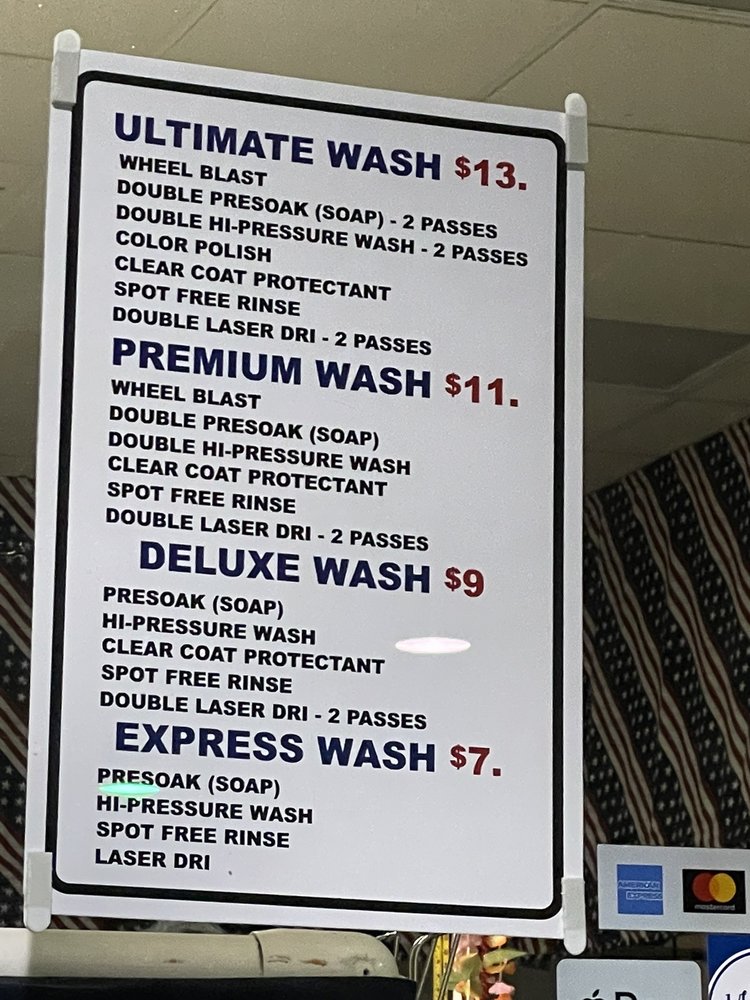 ULTIMATE WASH $13.
WHEEL BLAST
DOUBLE PRESOAK (SOAP) - 2 PASSES
DOUBLE HI-PRESSURE WASH - 2 PASSES
COLOR POLISH
CLEAR COAT PROTECTANT
SPOT FREE RINSE
DOUBLE LASER DRI - 2 PASSES
PREMIUM WASH $11.
WHEEL BLAST
DOUBLE PRESOAK (SOAP)
DOUBLE HI-PRESSURE WASH
CLEAR COAT PROTECTANT
SPOT FREE RINSE
DOUBLE LASER DRI - 2 PASSES
DELUXE WASH $9
PRESOAK (SOAP)
HI-PRESSURE WASH
CLEAR COAT PROTECTANT
SPOT FREE RINSE
DOUBLE LASER DRI - 2 PASSES
EXPRESS WASH $7.
PRESOAK (SOAP)
HI-PRESSURE WASH
SPOT FREE RINSE
LASER DRI
AMERICAN
EXPRESS
mastercard